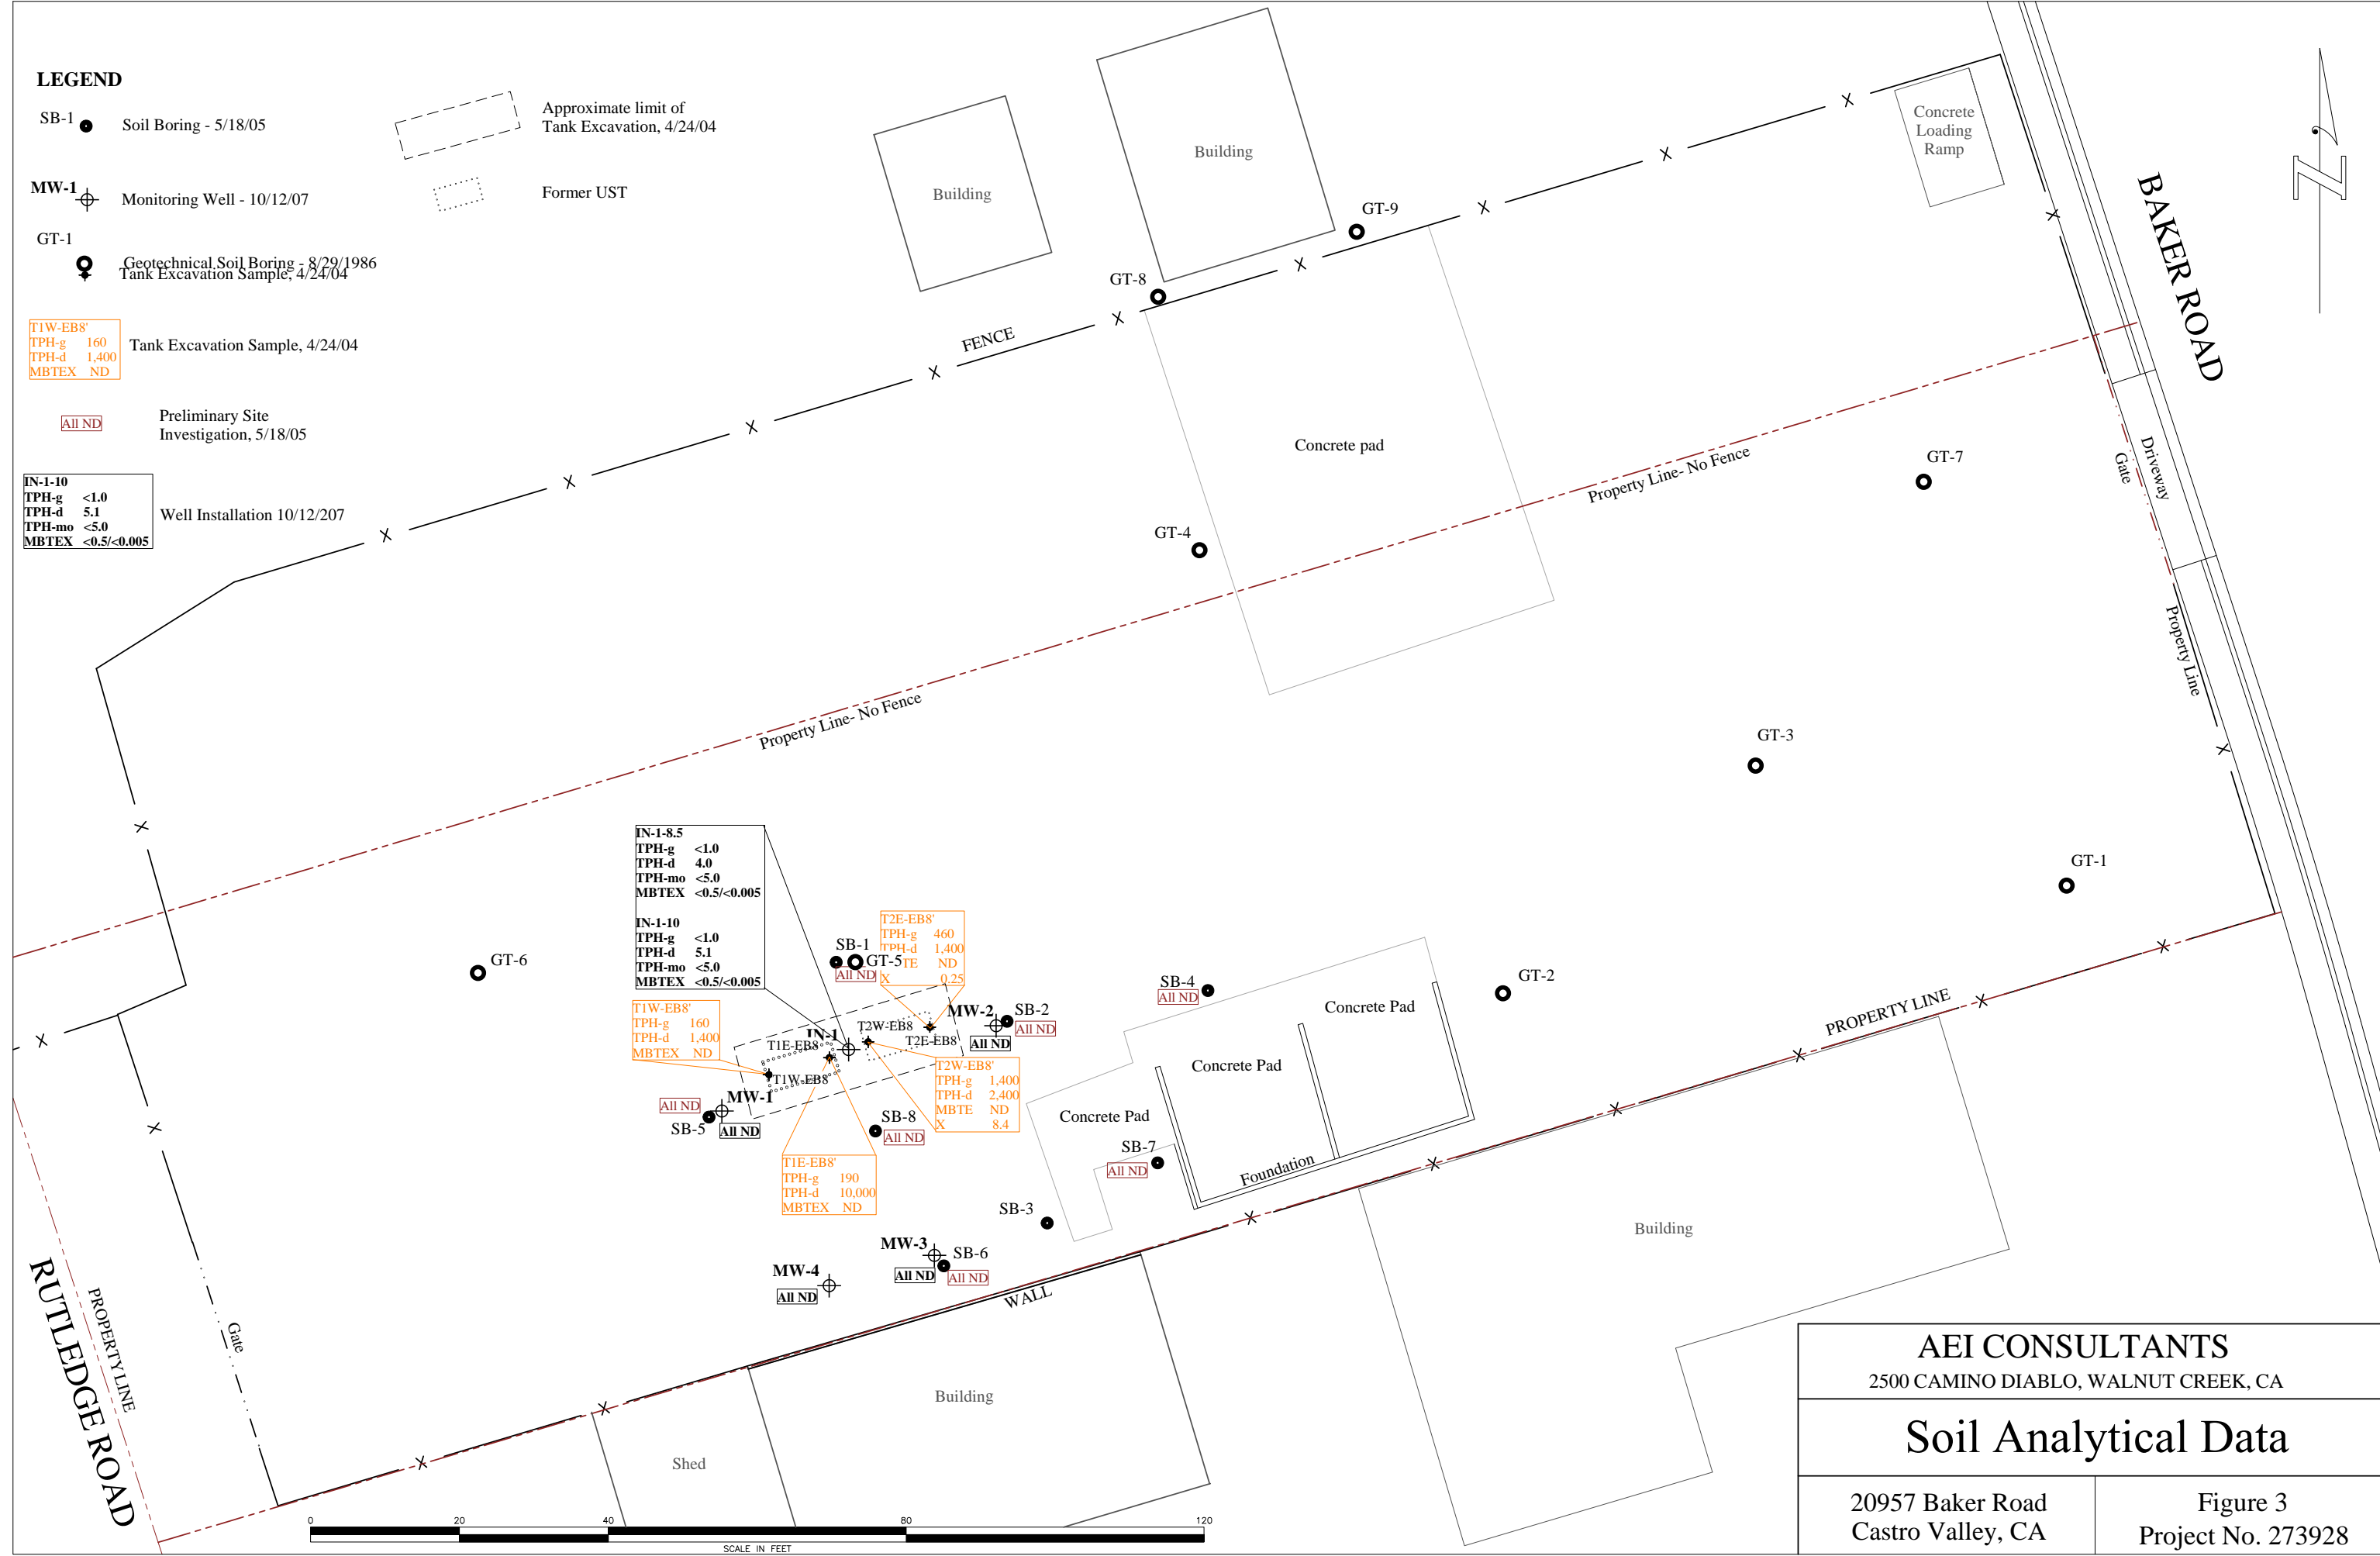 LEGEND
SB-1
Soil Boring - 5/18/05
MW-1
Monitoring Well - 10/12/07
GT-1
Geotechnical Soil Boring - 8/29/1986
Tank Excavation Sample, 4/24/04
T1W-EB8'
TPH-g 160
TPH-d 1,400
MBTEX ND
Tank Excavation Sample, 4/24/04
All ND
Preliminary Site
Investigation, 5/18/05
IN-1-10
TPH-g <1.0
TPH-d 5.1
TPH-mo <5.0
MBTEX <0.5/<0.005
Well Installation 10/12/207
Approximate limit of
Tank Excavation, 4/24/04
Former UST
Building
Building
Concrete
Loading
Ramp
BAKER ROAD
N
GT-9
GT-8
FENCE
Concrete pad
Property Line- No Fence
GT-7
Gate
Driveway
GT-4
Property Line
Property Line- No Fence
GT-3
GT-1
IN-1-8.5
TPH-g <1.0
TPH-d 4.0
TPH-mo <5.0
MBTEX <0.5/<0.005
IN-1-10
TPH-g <1.0
TPH-d 5.1
TPH-mo <5.0
MBTEX <0.5/<0.005
T2E-EB8'
TPH-g 460
TPH-d 1,400
TE ND
X 0.25
SB-1
GT-5
All ND
GT-6
SB-4
All ND
GT-2
Concrete Pad
PROPERTY LINE
T1W-EB8'
TPH-g 160
TPH-d 1,400
MBTEX ND
MW-2
SB-2
All ND
All ND
IN-1
T2W-EB8
T2E-EB8
T1E-EB8
T1W-EB8
Concrete Pad
T2W-EB8'
TPH-g 1,400
TPH-d 2,400
MBTE ND
X 8.4
MW-1
All ND
SB-5
All ND
SB-8
All ND
Concrete Pad
SB-7
All ND
Foundation
T1E-EB8'
TPH-g 190
TPH-d 10,000
MBTEX ND
SB-3
Building
MW-3
SB-6
All ND
All ND
MW-4
All ND
WALL
RUTLEDGE ROAD
PROPERTYLINE
Gate
Building
Shed
0 20 40 80 120
SCALE IN FEET
AEI CONSULTANTS
2500 CAMINO DIABLO, WALNUT CREEK, CA
Soil Analytical Data
20957 Baker Road
Castro Valley, CA
Figure 3
Project No. 273928